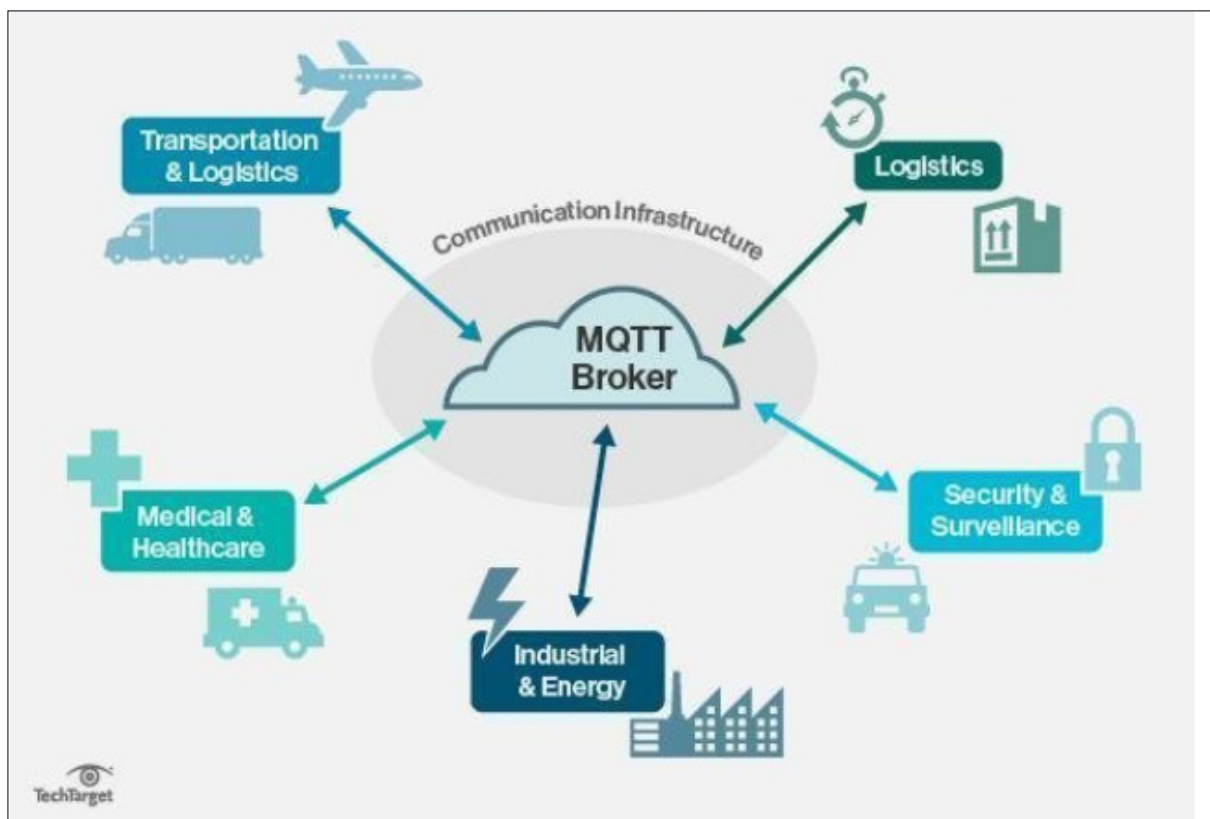 Transportation
& Logistics
Logistics
Communication Infrastructure
MQTT
Broker
Medical &
Healthcare
Security &
Surveillance
Industrial
& Energy
TechTarget